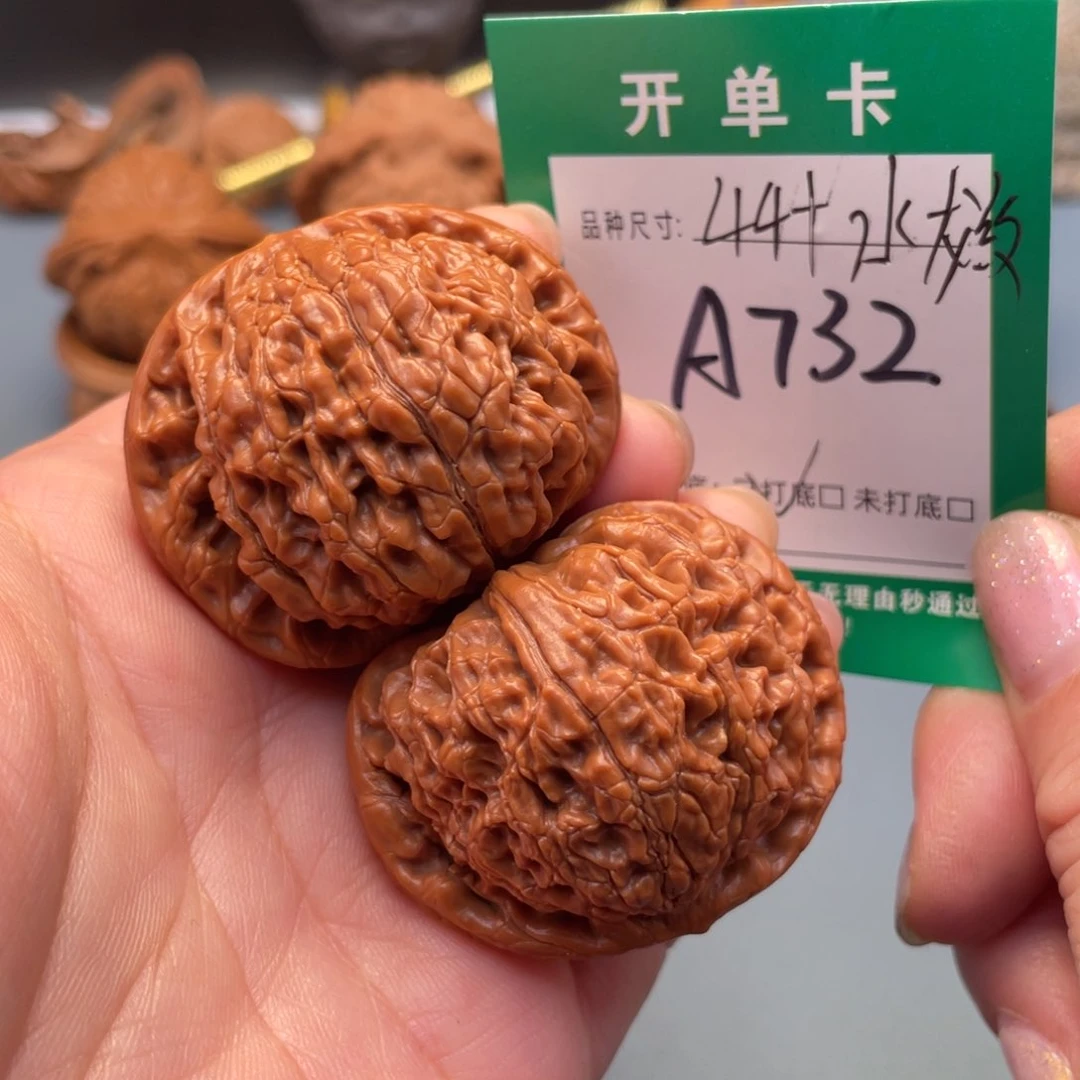 开单卡
品种尺寸: 44+水龙纹
A732
打底□ 未打底□
无理由秒通过
!